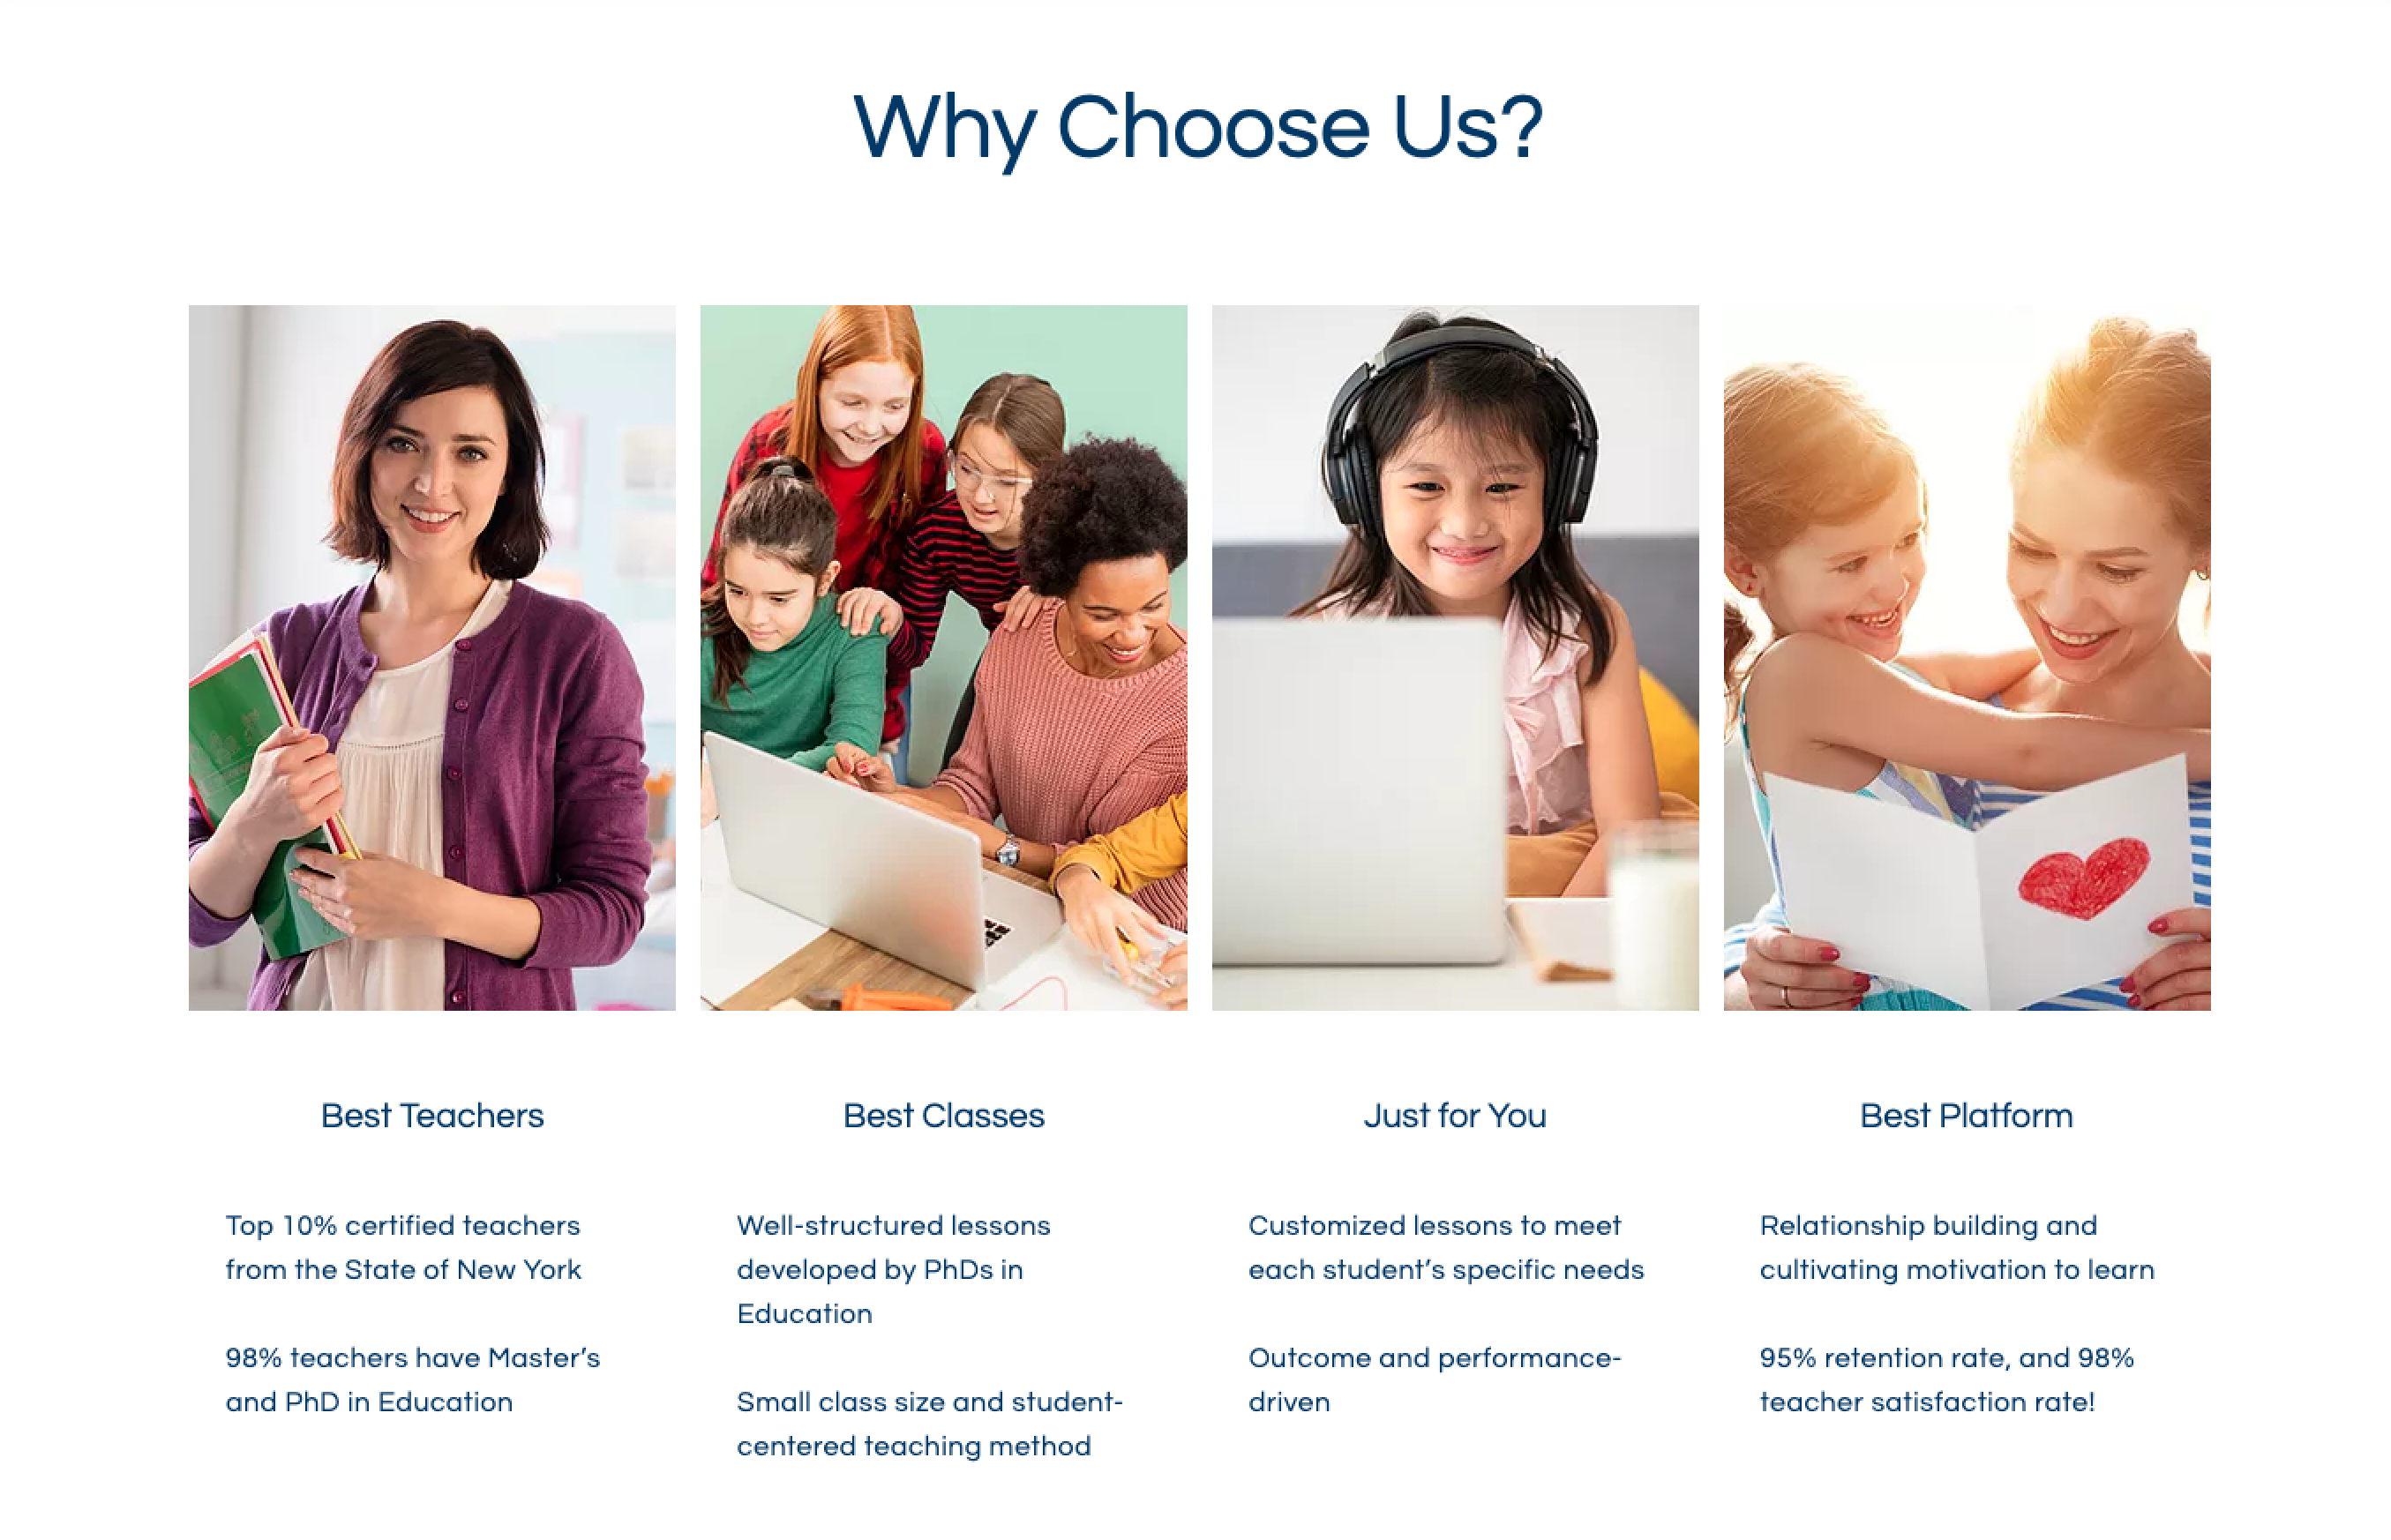 Why Choose Us?
Best Teachers
Top 10% certified teachers
from the State of New York
98% teachers have Master’s
and PhD in Education
Best Classes
Well-structured lessons
developed by PhDs in
Education
Small class size and student-
centered teaching method
Just for You
Customized lessons to meet
each student’s specific needs
Outcome and performance-
driven
Best Platform
Relationship building and
cultivating motivation to learn
95% retention rate, and 98%
teacher satisfaction rate!